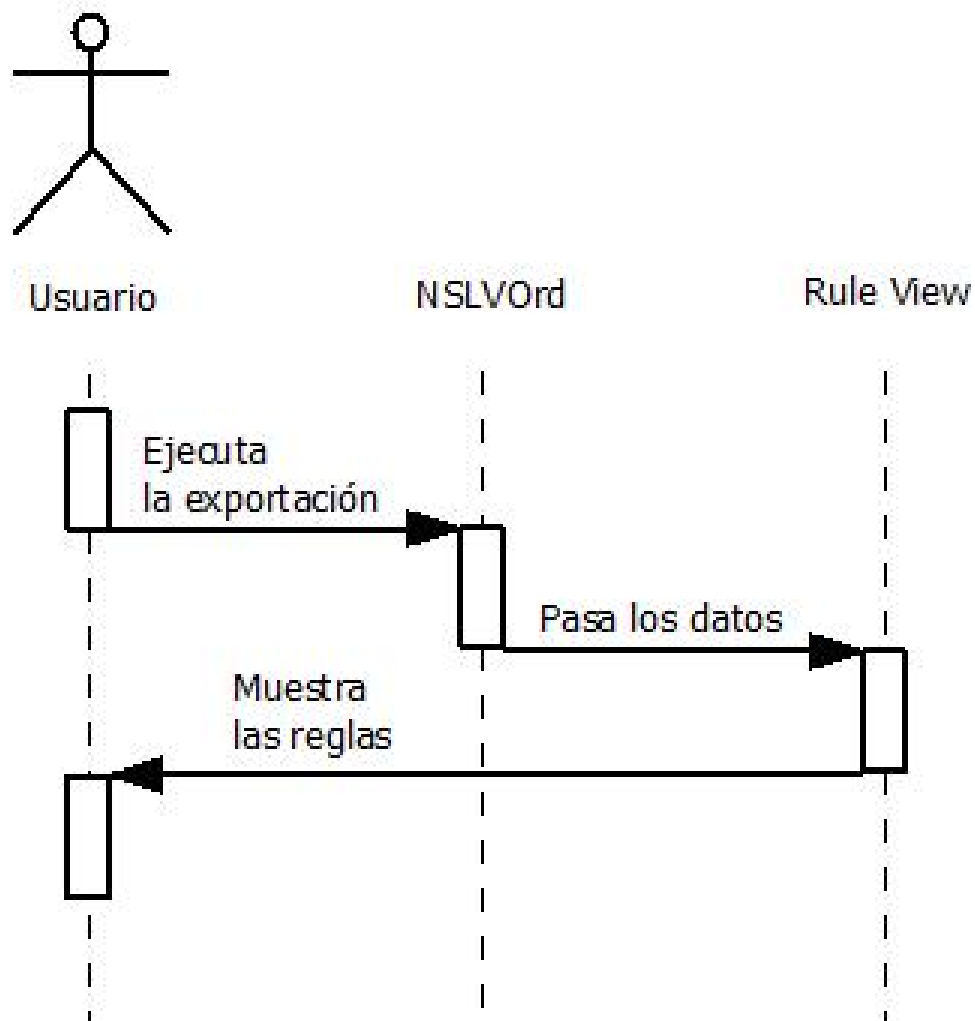 Usuario
NSLVOrd
Rule View
Ejecuta
la exportación
Pasa los datos
Muestra
las reglas